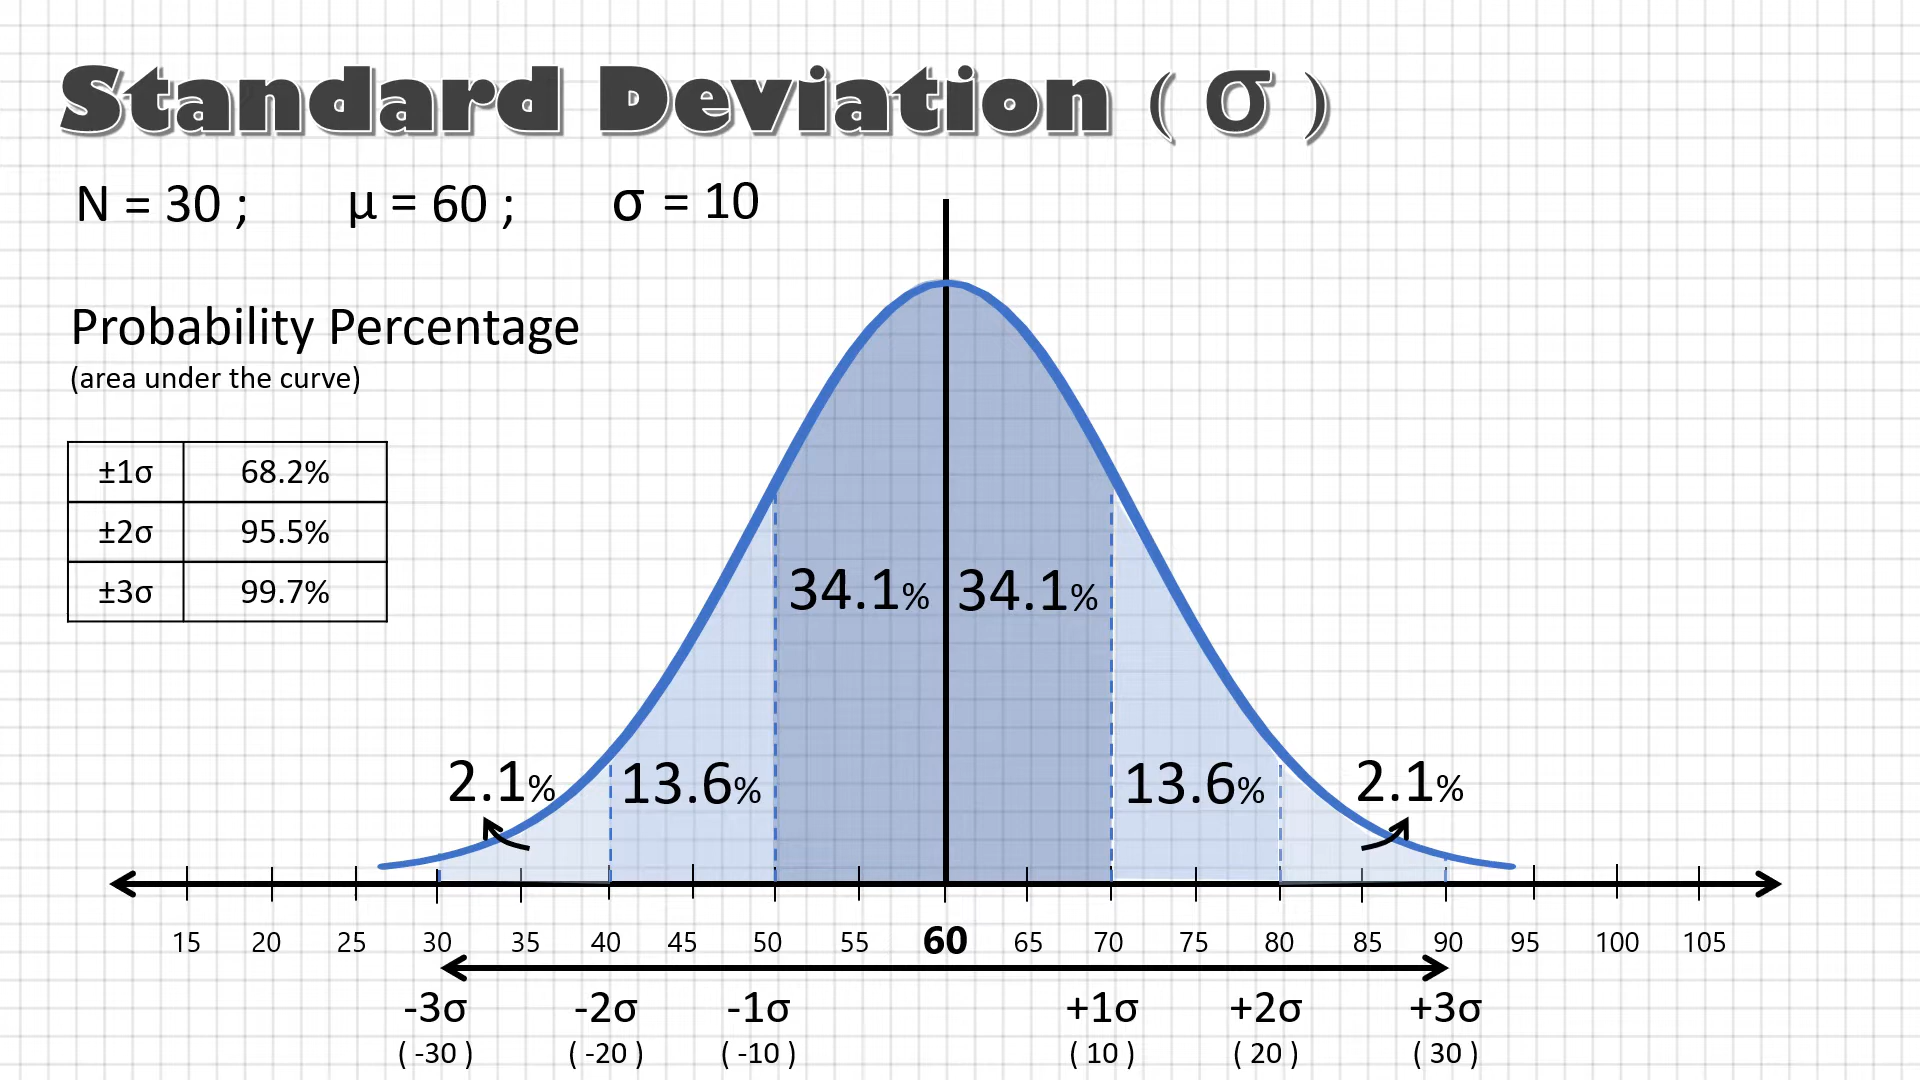 Standard Deviation ( σ )
N = 30 ; μ = 60 ; σ = 10
Probability Percentage
(area under the curve)
±1σ 68.2%
±2σ 95.5%
±3σ 99.7%
34.1% 34.1%
2.1% 13.6% 13.6% 2.1%
15 20 25 30 35 40 45 50 55 60 65 70 75 80 85 90 95 100 105
-3σ -2σ -1σ +1σ +2σ +3σ
( -30 ) ( -20 ) ( -10 ) ( 10 ) ( 20 ) ( 30 )